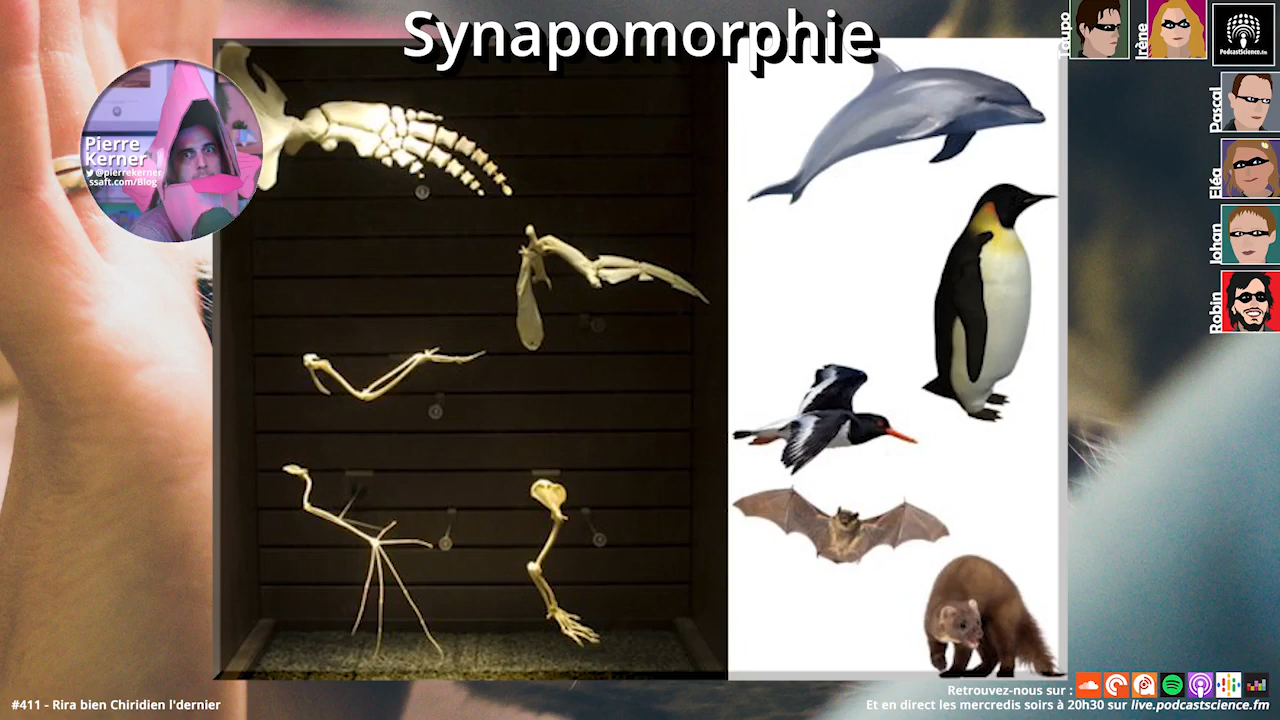 Synapomorphie
Taupo
Irène
PodcastScience.fm
Pierre
Kerner
@pierrekerner
ssaft.com/Blog
Pascal
Eléa
Johan
Robin
#411 - Rira bien Chiridien l'dernier
Retrouvez-nous sur :
Et en direct les mercredis soirs à 20h30 sur live.podcastscience.fm